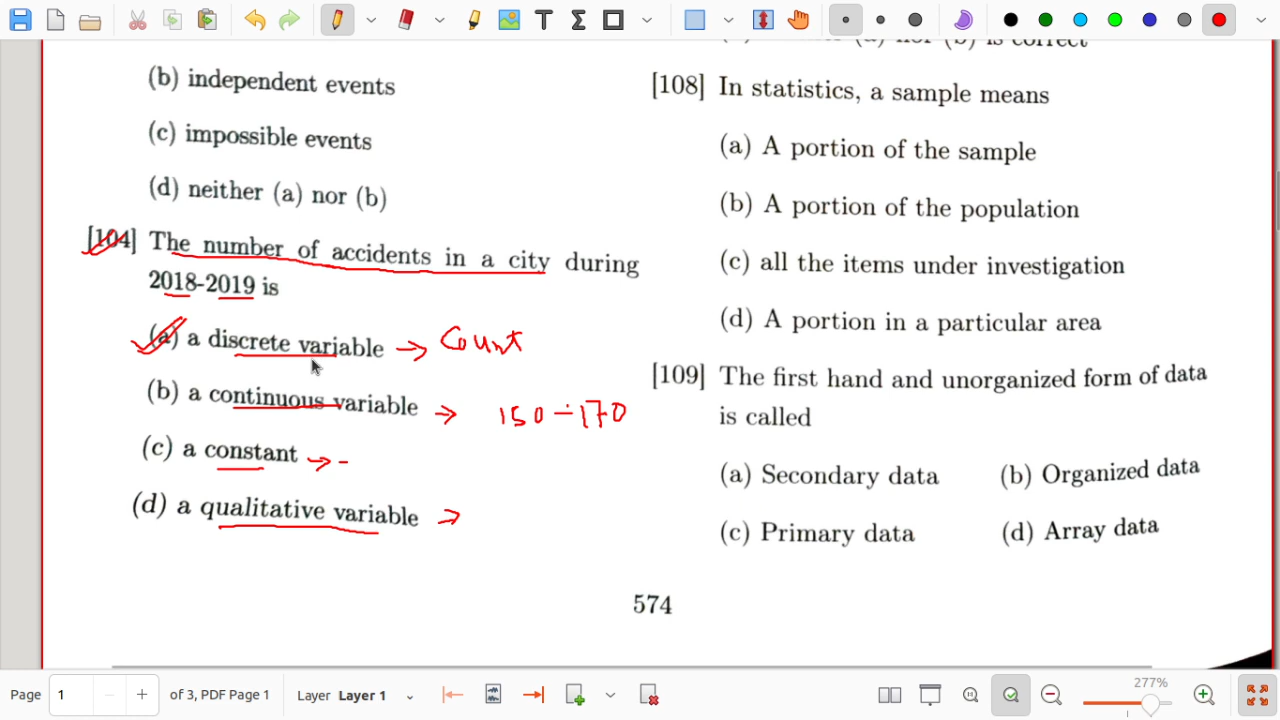 (b) independent events
(c) impossible events
(d) neither (a) nor (b)
[104] The number of accidents in a city during
2018-2019 is
(a) a discrete variable → Count
(b) a continuous variable → 150 - 170
(c) a constant → -
(d) a qualitative variable →
(b) is correct
[108] In statistics, a sample means
(a) A portion of the sample
(b) A portion of the population
(c) all the items under investigation
(d) A portion in a particular area
[109] The first hand and unorganized form of data
is called
(a) Secondary data (b) Organized data
(c) Primary data (d) Array data
574
Page 1 of 3, PDF Page 1 Layer Layer 1 277%